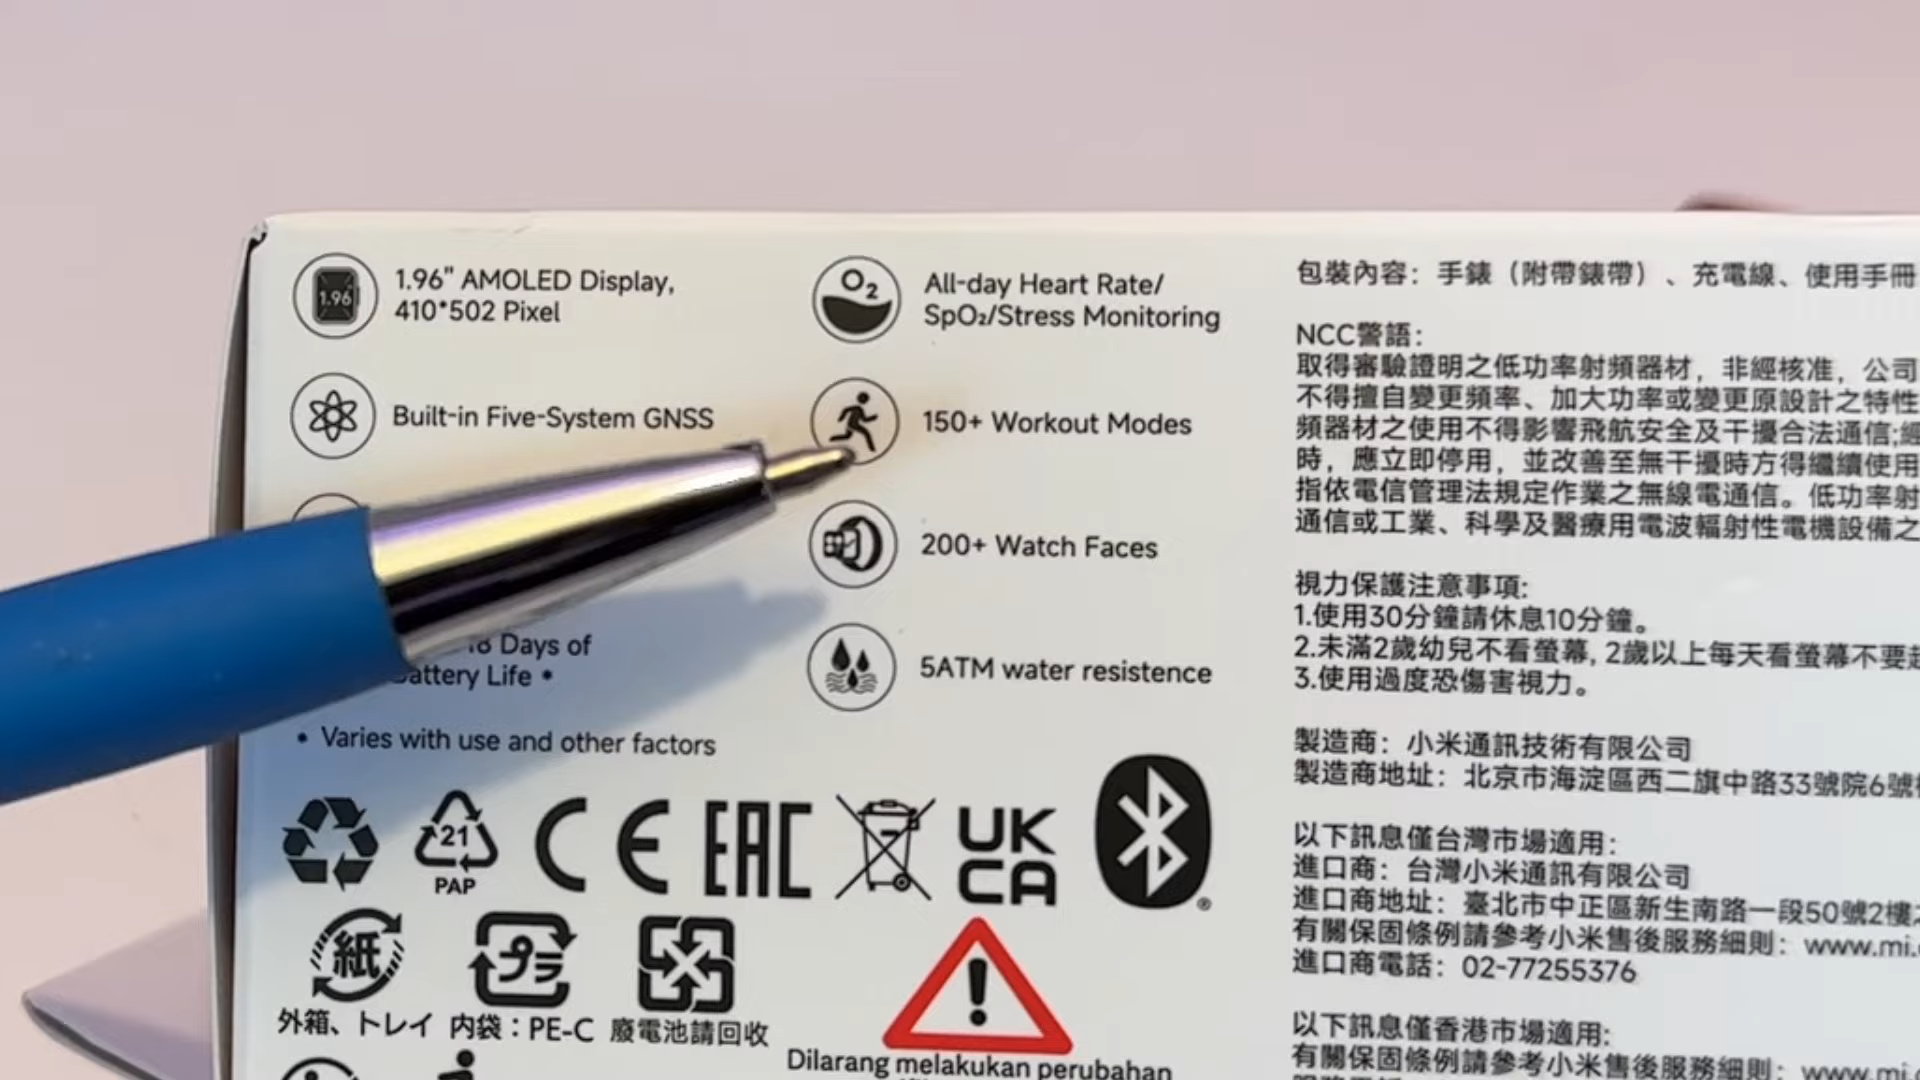 1.96
1.96" AMOLED Display,
410*502 Pixel
Built-in Five-System GNSS
18 Days of
Battery Life •
• Varies with use and other factors
O₂
All-day Heart Rate/
SpO₂/Stress Monitoring
150+ Workout Modes
200+ Watch Faces
5ATM water resistence
21
PAP
CE
EAC
UK
CA
®
紙
プラ
外箱、トレイ
内袋：PE-C
廢電池請回收
Dilarang melakukan perubahan
包裝內容：手錶（附帶錶帶）、充電線、使用手冊
NCC警語：
取得審驗證明之低功率射頻器材，非經核准，公司
不得擅自變更頻率、加大功率或變更原設計之特性
頻器材之使用不得影響飛航安全及干擾合法通信;經
時，應立即停用，並改善至無干擾時方得繼續使用
指依電信管理法規定作業之無線電通信。低功率射
通信或工業、科學及醫療用電波輻射性電機設備之
視力保護注意事項:
1.使用30分鐘請休息10分鐘。
2.未滿2歲幼兒不看螢幕, 2歲以上每天看螢幕不要超
3.使用過度恐傷害視力。
製造商：小米通訊技術有限公司
製造商地址：北京市海淀區西二旗中路33號院6號
以下訊息僅台灣市場適用：
進口商：台灣小米通訊有限公司
進口商地址：臺北市中正區新生南路一段50號2樓
有關保固條例請參考小米售後服務細則：www.mi.
進口商電話：02-77255376
以下訊息僅香港市場適用:
有關保固條例請參考小米售後服務細則：www.mi.